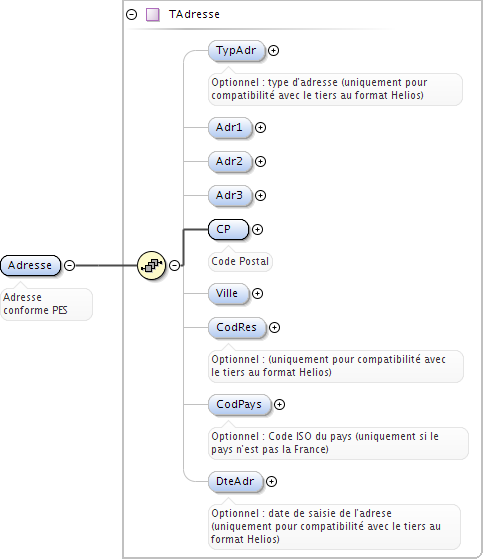 TAdresse
TypAdr
Optionnel : type d'adresse (uniquement pour
compatibilité avec le tiers au format Helios)
Adr1
Adr2
Adr3
CP
Code Postal
Adresse
Adresse
conforme PES
Ville
CodRes
Optionnel : (uniquement pour compatibilité avec
le tiers au format Helios)
CodPays
Optionnel : Code ISO du pays (uniquement si le
pays n'est pas la France)
DteAdr
Optionnel : date de saisie de l'adrese
(uniquement pour compatibilité avec le tiers au
format Helios)